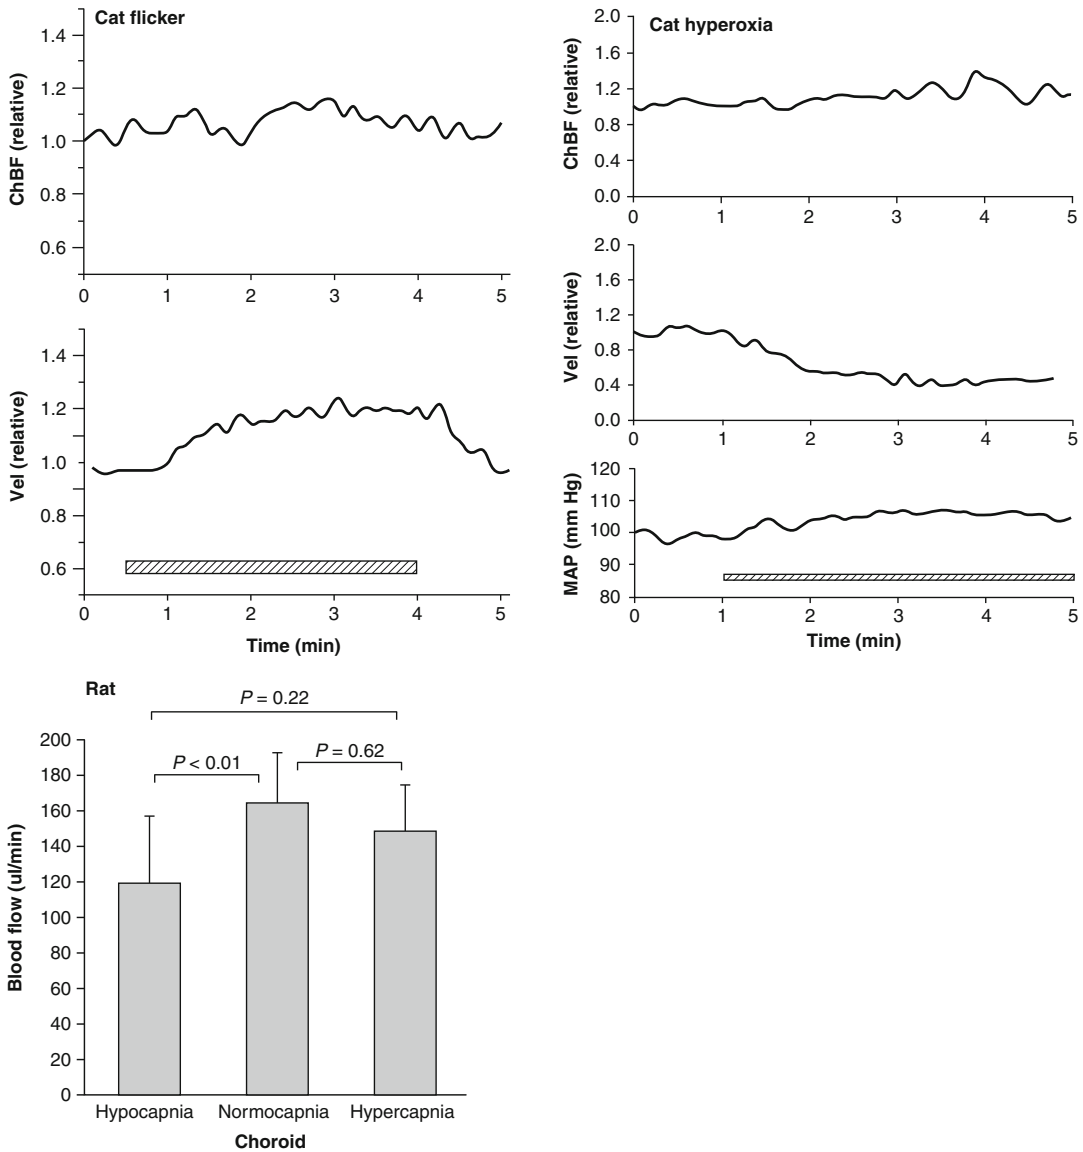 Cat flicker
ChBF (relative)
1.4
1.2
1.0
0.8
0.6
0 1 2 3 4 5
Vel (relative)
1.4
1.2
1.0
0.8
0.6
0 1 2 3 4 5
Time (min)
Cat hyperoxia
ChBF (relative)
2.0
1.6
1.2
0.8
0.4
0.0
0 1 2 3 4 5
Vel (relative)
2.0
1.6
1.2
0.8
0.4
0.0
0 1 2 3 4 5
MAP (mm Hg)
120
110
100
90
80
0 1 2 3 4 5
Time (min)
Rat
P = 0.22
P < 0.01
P = 0.62
Blood flow (ul/min)
200
180
160
140
120
100
80
60
40
20
0
Hypocapnia Normocapnia Hypercapnia
Choroid